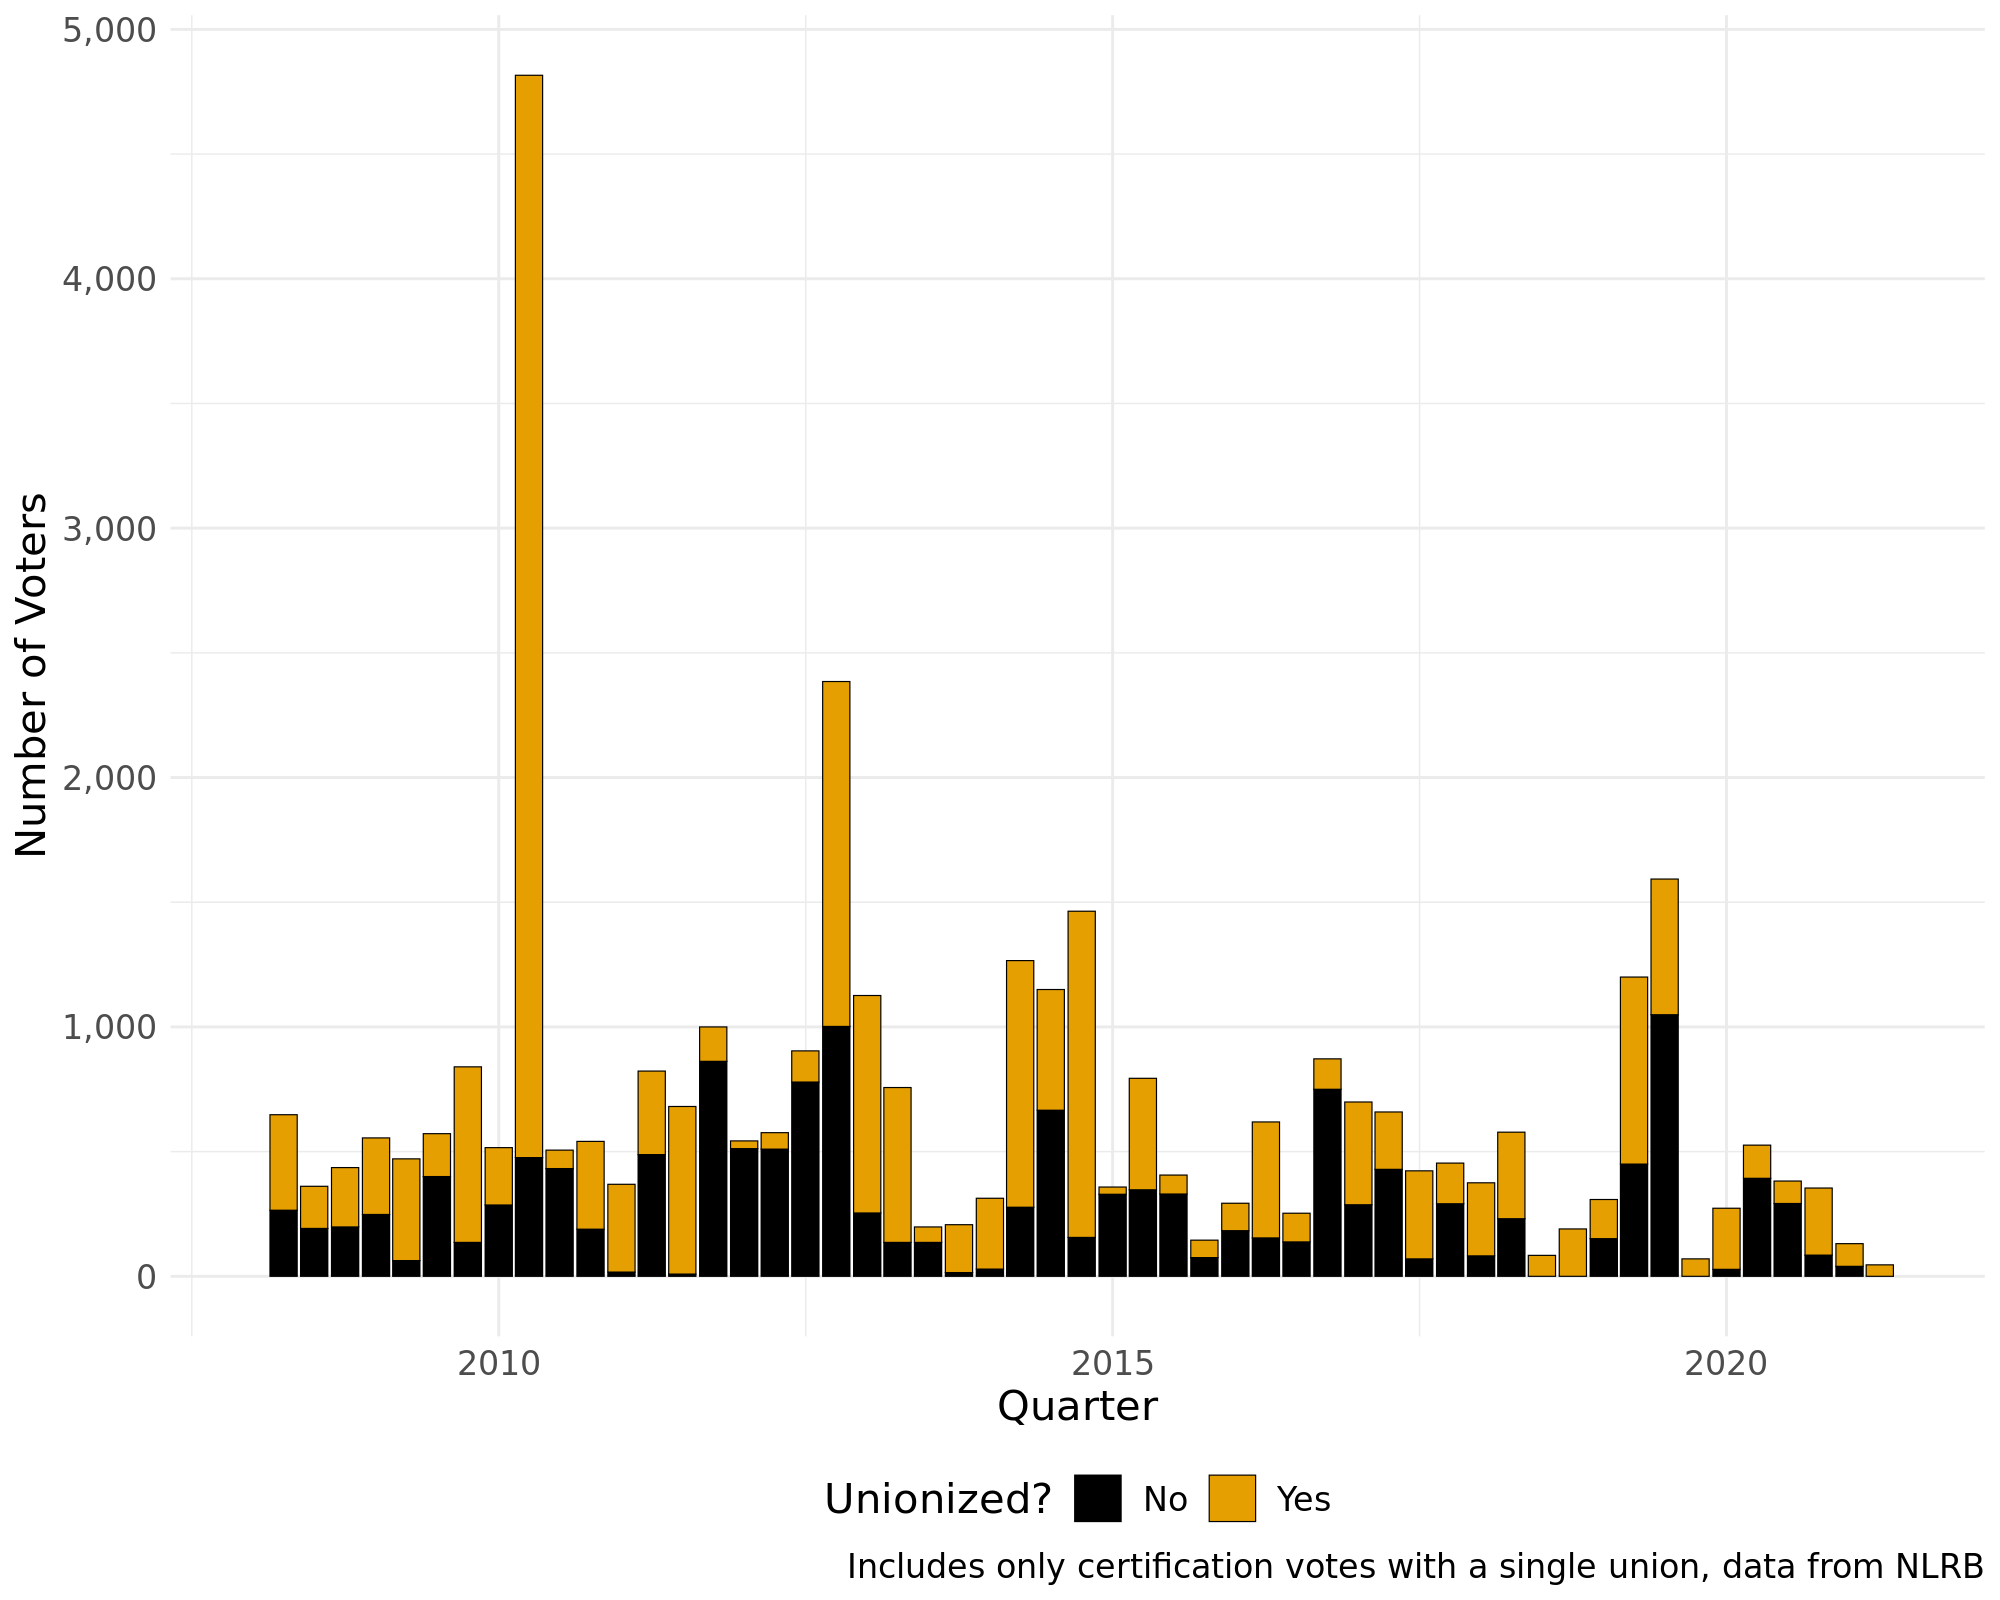 5,000
4,000
3,000
2,000
1,000
0
Number of Voters
2010 2015 2020
Quarter
Unionized? No Yes
Includes only certification votes with a single union, data from NLRB